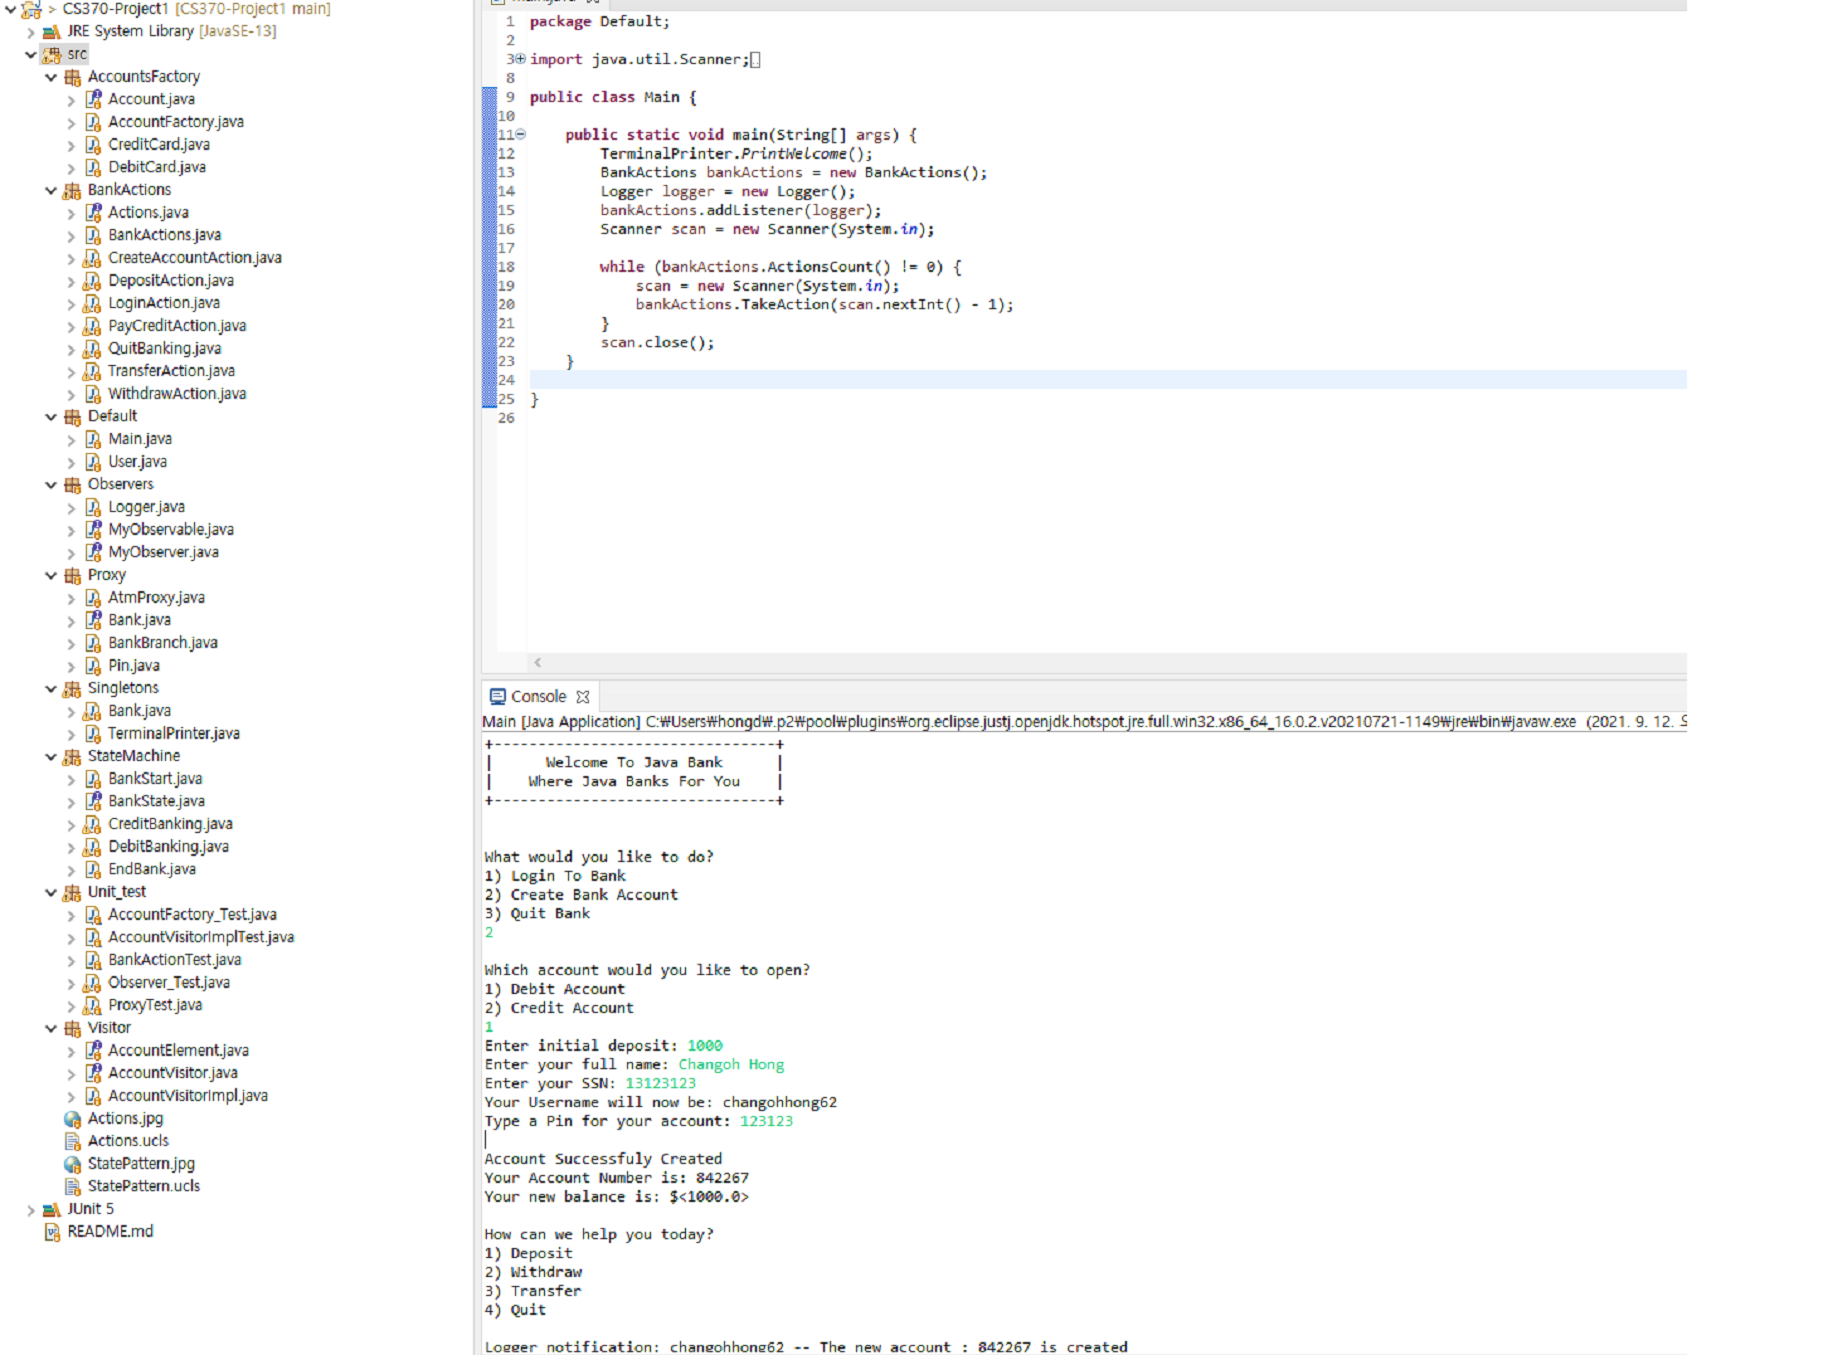 > CS370-Project1 [CS370-Project1 main]
JRE System Library [JavaSE-13]
src
AccountsFactory
Account.java
AccountFactory.java
CreditCard.java
DebitCard.java
BankActions
Actions.java
BankActions.java
CreateAccountAction.java
DepositAction.java
LoginAction.java
PayCreditAction.java
QuitBanking.java
TransferAction.java
WithdrawAction.java
Default
Main.java
User.java
Observers
Logger.java
MyObservable.java
MyObserver.java
Proxy
AtmProxy.java
Bank.java
BankBranch.java
Pin.java
Singletons
Bank.java
TerminalPrinter.java
StateMachine
BankStart.java
BankState.java
CreditBanking.java
DebitBanking.java
EndBank.java
Unit_test
AccountFactory_Test.java
AccountVisitorImplTest.java
BankActionTest.java
Observer_Test.java
ProxyTest.java
Visitor
AccountElement.java
AccountVisitor.java
AccountVisitorImpl.java
Actions.jpg
Actions.ucls
StatePattern.jpg
StatePattern.ucls
JUnit 5
README.md
1 package Default;
2
3 import java.util.Scanner;
8
9 public class Main {
10
11 public static void main(String[] args) {
12 TerminalPrinter.PrintWelcome();
13 BankActions bankActions = new BankActions();
14 Logger logger = new Logger();
15 bankActions.addListener(logger);
16 Scanner scan = new Scanner(System.in);
17
18 while (bankActions.ActionsCount() != 0) {
19 scan = new Scanner(System.in);
20 bankActions.TakeAction(scan.nextInt() - 1);
21 }
22 scan.close();
23 }
24
25 }
26
Console
Main [Java Application] C:₩Users₩hongd₩.p2₩pool₩plugins₩org.eclipse.justj.openjdk.hotspot.jre.full.win32.x86_64_16.0.2.v20210721-1149₩jre₩bin₩javaw.exe (2021. 9. 12.
+--------------------------------+
| Welcome To Java Bank |
| Where Java Banks For You |
+--------------------------------+
What would you like to do?
1) Login To Bank
2) Create Bank Account
3) Quit Bank
2
Which account would you like to open?
1) Debit Account
2) Credit Account
1
Enter initial deposit: 1000
Enter your full name: Changoh Hong
Enter your SSN: 13123123
Your Username will now be: changohhong62
Type a Pin for your account: 123123
Account Successfuly Created
Your Account Number is: 842267
Your new balance is: $<1000.0>
How can we help you today?
1) Deposit
2) Withdraw
3) Transfer
4) Quit
Logger notification: changohhong62 -- The new account : 842267 is created